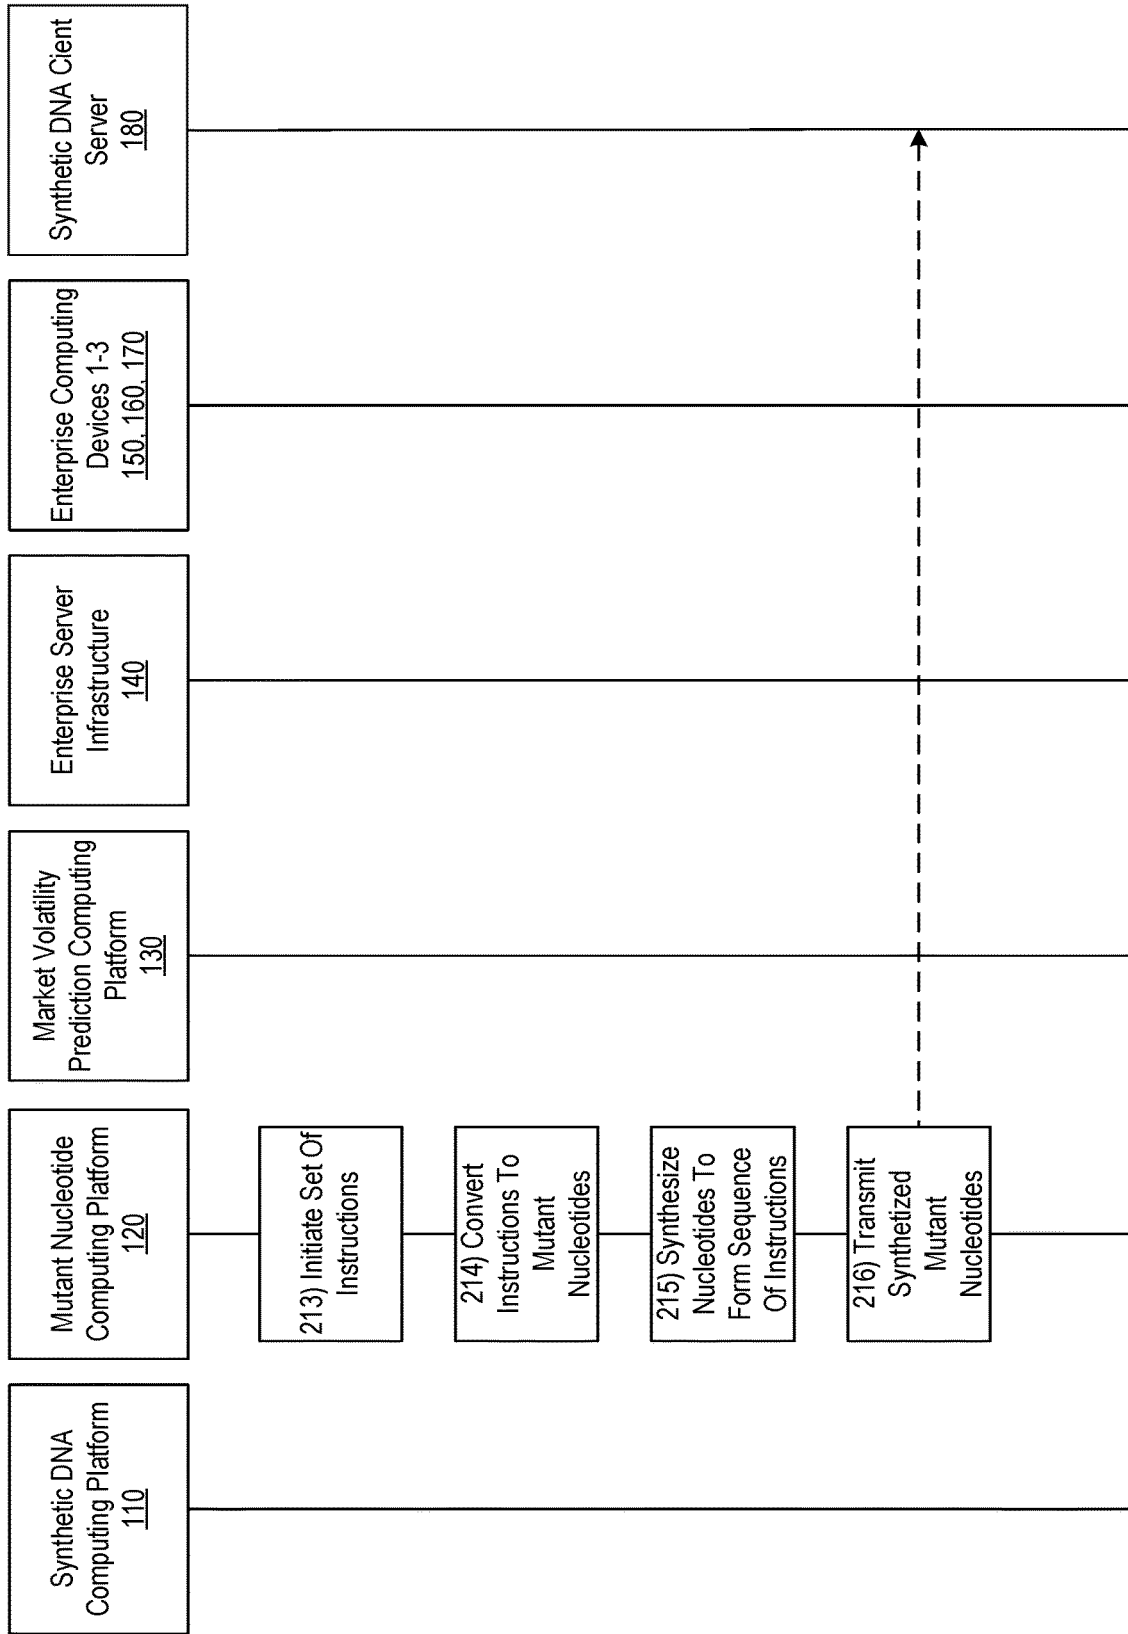 Synthetic DNA
Computing Platform
110
Mutant Nucleotide
Computing Platform
120
Market Volatility
Prediction Computing
Platform
130
Enterprise Server
Infrastructure
140
Enterprise Computing
Devices 1-3
150, 160, 170
Synthetic DNA Cient
Server
180
213) Initiate Set Of
Instructions
214) Convert
Instructions To
Mutant
Nucleotides
215) Synthesize
Nucleotides To
Form Sequence
Of Instructions
216) Transmit
Synthetized
Mutant
Nucleotides